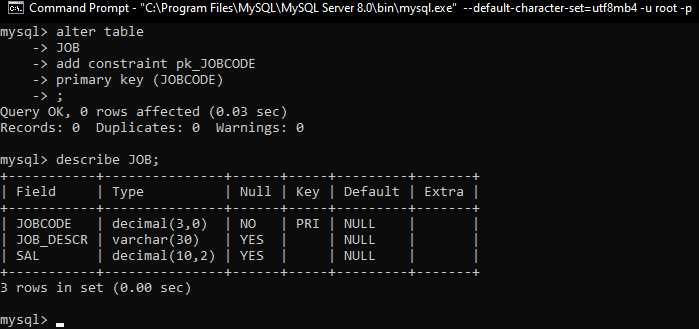 Command Prompt - "C:\Program Files\MySQL\MySQL Server 8.0\bin\mysql.exe"  --default-character-set=utf8mb4 -u root -p
mysql> alter table
    -> JOB
    -> add constraint pk_JOBCODE
    -> primary key (JOBCODE)
    -> ;
Query OK, 0 rows affected (0.03 sec)
Records: 0  Duplicates: 0  Warnings: 0
mysql> describe JOB;
+-----------+---------------+------+-----+---------+-------+
| Field     | Type          | Null | Key | Default | Extra |
+-----------+---------------+------+-----+---------+-------+
| JOBCODE   | decimal(3,0)  | NO   | PRI | NULL    |       |
| JOB_DESCR | varchar(30)   | YES  |     | NULL    |       |
| SAL       | decimal(10,2) | YES  |     | NULL    |       |
+-----------+---------------+------+-----+---------+-------+
3 rows in set (0.00 sec)
mysql> _